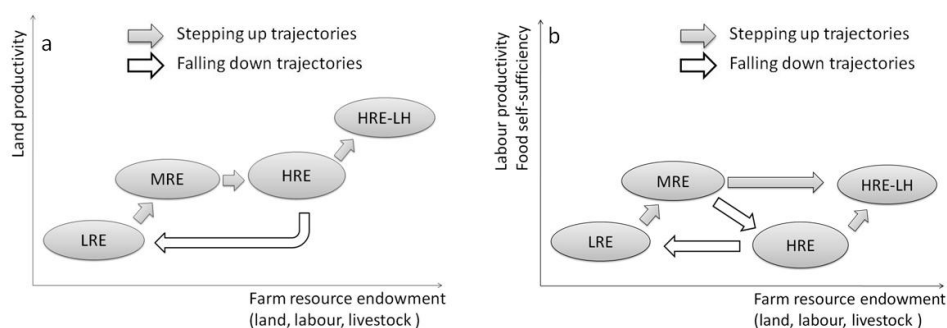 a
Land productivity
Stepping up trajectories
Falling down trajectories
HRE-LH
MRE
HRE
LRE
Farm resource endowment
(land, labour, livestock )
b
Labour productivity
Food self-sufficiency
Stepping up trajectories
Falling down trajectories
MRE
HRE-LH
LRE
HRE
Farm resource endowment
(land, labour, livestock )